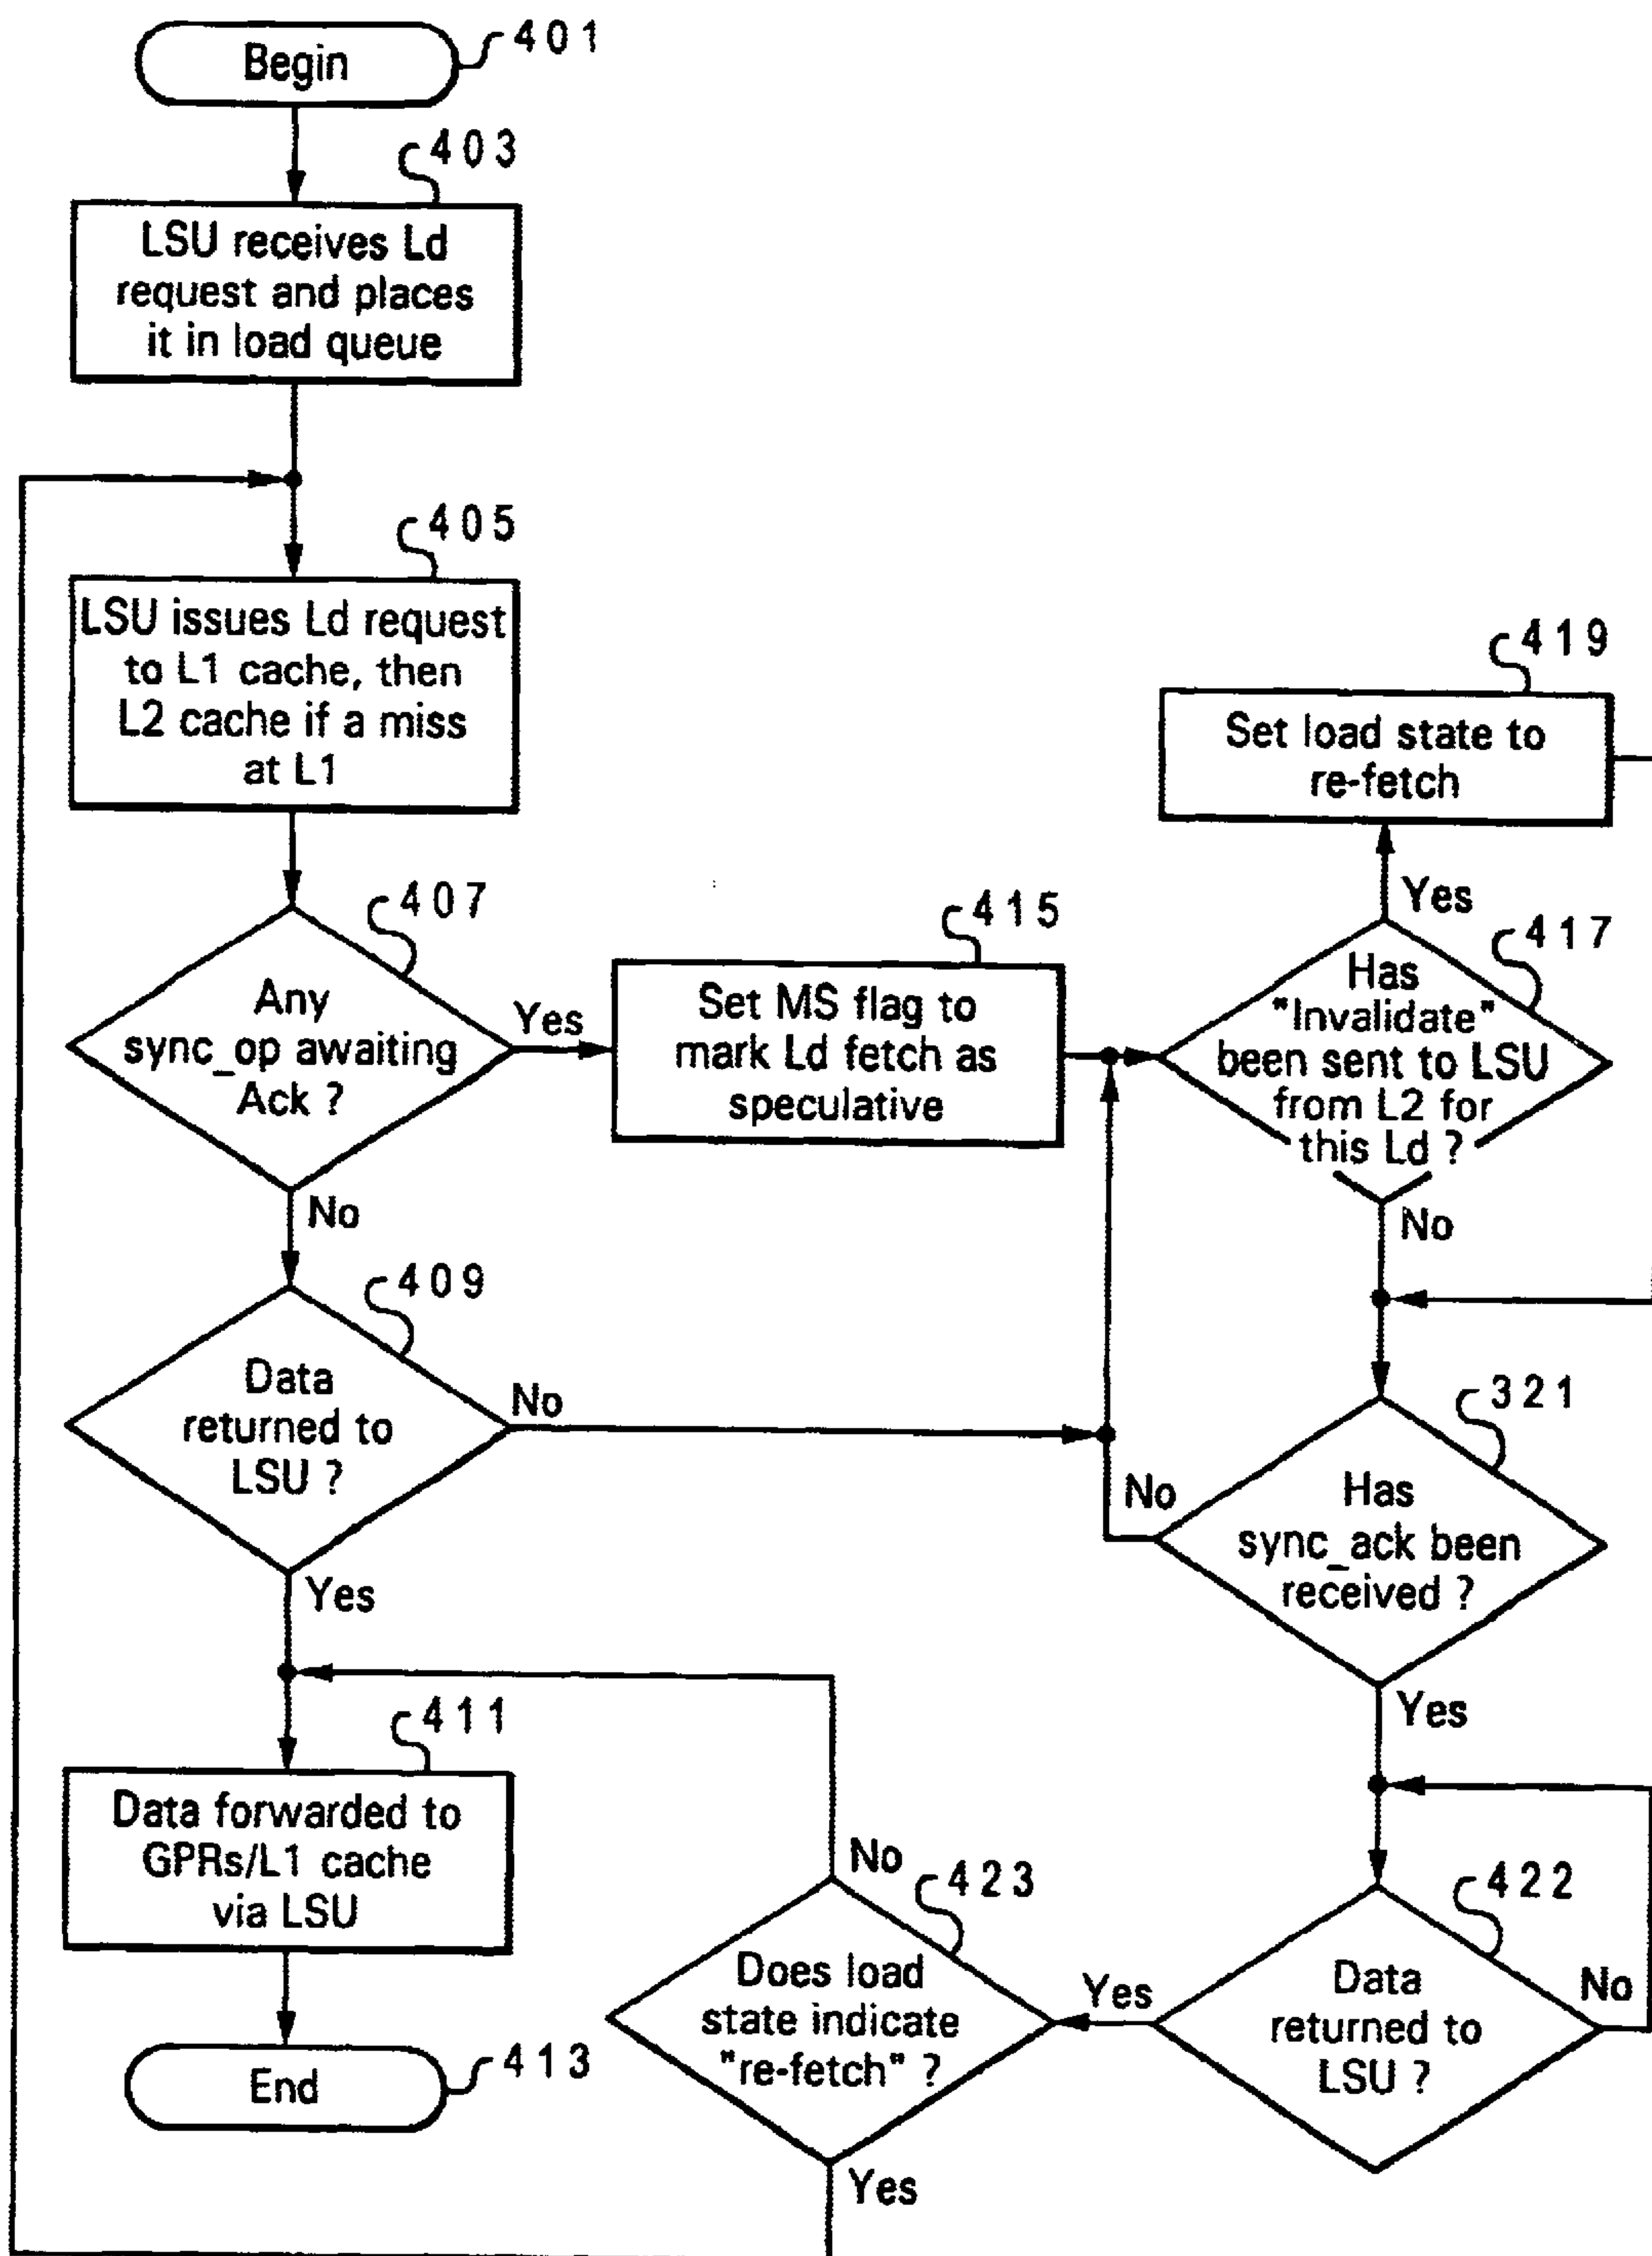 Begin
401
403
LSU receives Ld
request and places
it in load queue
405
LSU issues Ld request
to L1 cache, then
L2 cache if a miss
at L1
407
Any
sync_op awaiting
Ack ?
Yes
No
415
Set MS flag to
mark Ld fetch as
speculative
419
Set load state to
re-fetch
Yes
417
Has
"Invalidate"
been sent to LSU
from L2 for
this Ld ?
No
409
Data
returned to
LSU ?
No
Yes
321
Has
sync_ack been
received ?
No
Yes
411
Data forwarded to
GPRs/L1 cache
via LSU
End
413
No
423
Does load
state indicate
"re-fetch" ?
Yes
Yes
422
Data
returned to
LSU ?
No